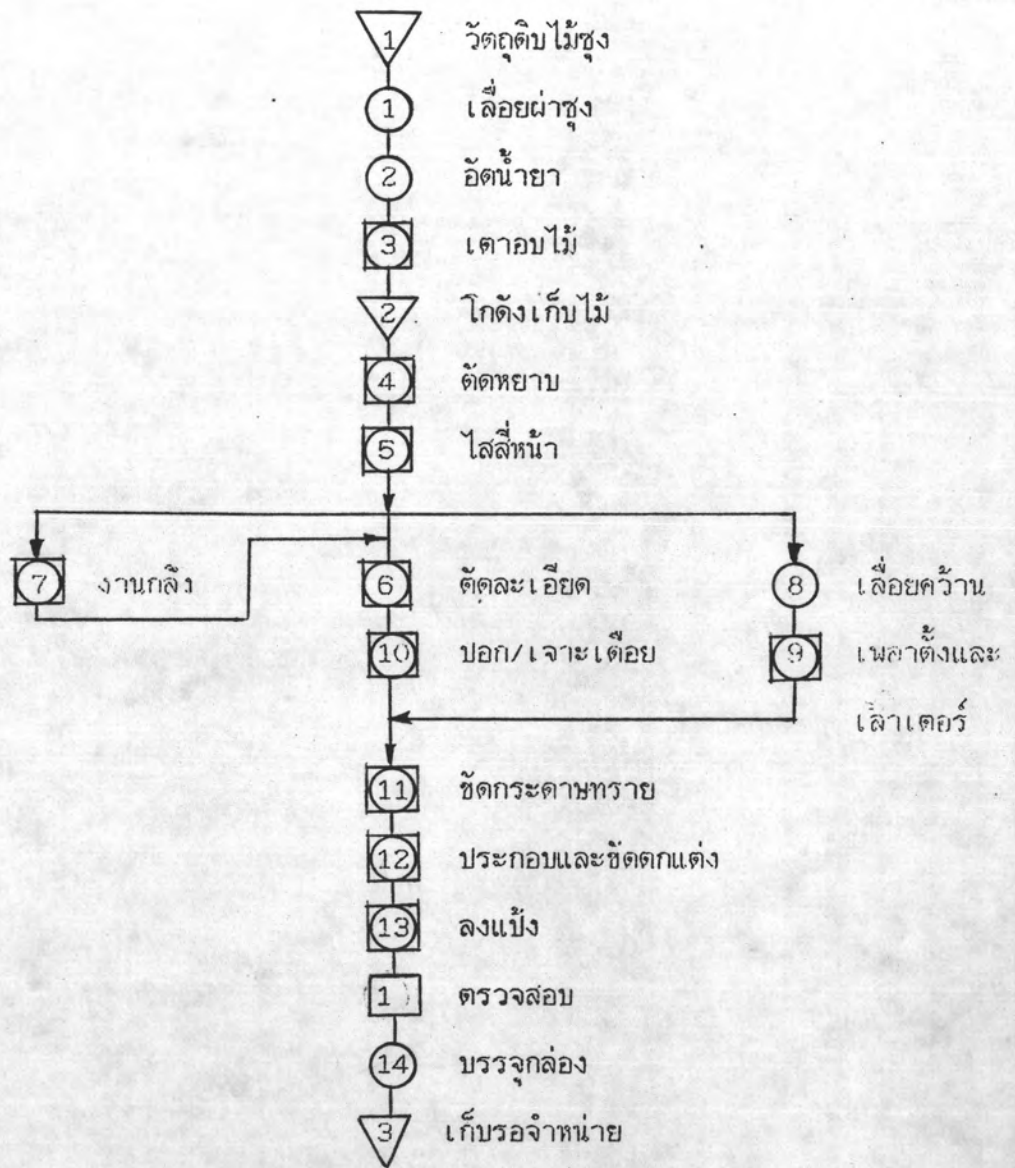 1 วัตถุดิบไม้ซุง
1 เลื่อยผ่าซุง
2 อัดน้ำยา
3 เตาอบไม้
2 โกดังเก็บไม้
4 ตัดหยาบ
5 ไสสี่หน้า
7 งานกลึง
6 ตัดละเอียด
8 เลื่อยคว้าน
10 ปอก/เจาะเดือย
9 เพลาตั้งและ
เล้าเตอร์
11 ขัดกระดาษทราย
12 ประกอบและขัดตกแต่ง
13 ลงแป้ง
1 ตรวจสอบ
14 บรรจุกล่อง
3 เก็บรอจำหน่าย